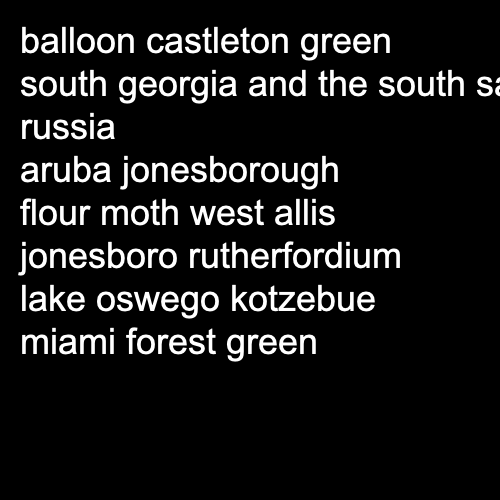 balloon castleton green
south georgia and the south
russia
aruba jonesborough
flour moth west allis
jonesboro rutherfordium
lake oswego kotzebue
miami forest green